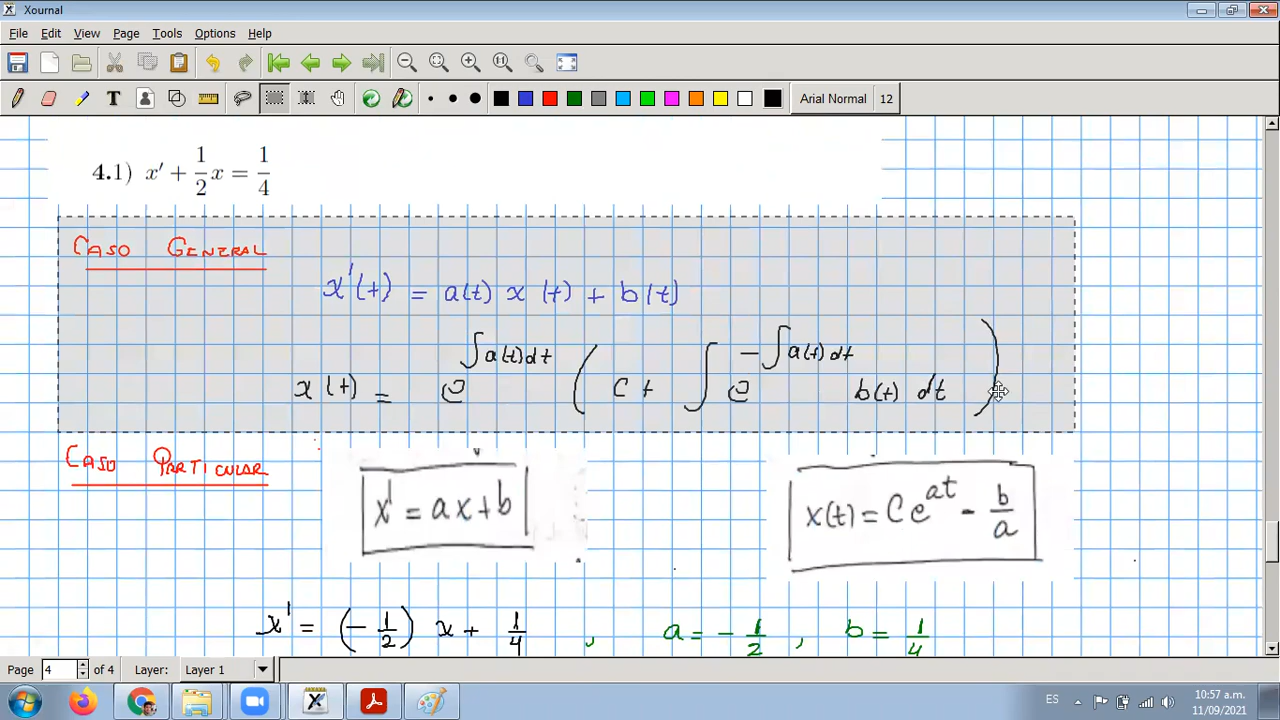 Xournal
File Edit View Page Tools Options Help
Arial Normal 12
4.1) x' + 1/2 x = 1/4
CASO GENERAL
x'(t) = a(t) x(t) + b(t)
x(t) = e^{∫a(t)dt} ( C + ∫ e^{-∫a(t)dt} b(t) dt )
CASO PARTICULAR
x' = ax+b
x(t) = Ce^{at} - b/a
x' = (-1/2) x + 1/4 , a = -1/2 , b = 1/4
Page 4 of 4 Layer: Layer 1
ES 10:57 a.m.
11/09/2021